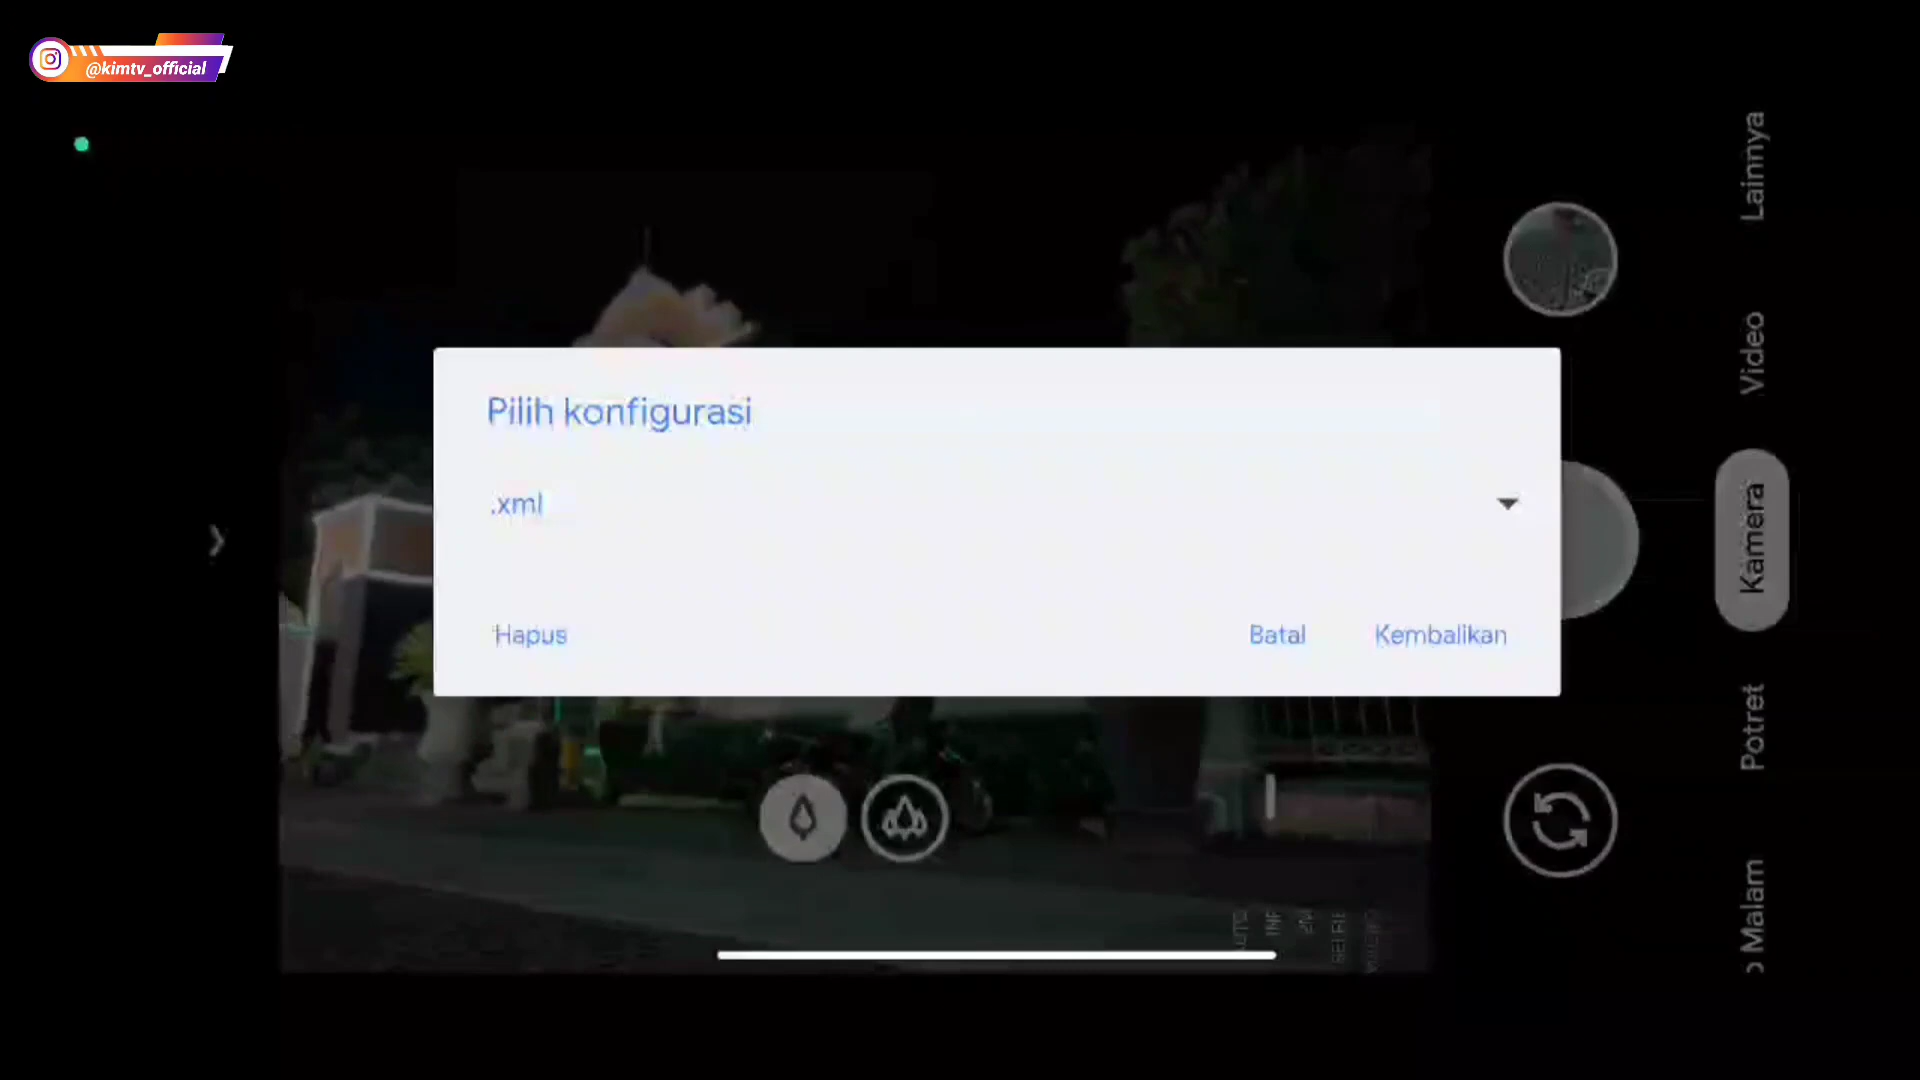 @kimtv_official
Lainnya
Video
Kamera
Potret
Malam
Pilih konfigurasi
.xml
Hapus
Batal
Kembalikan